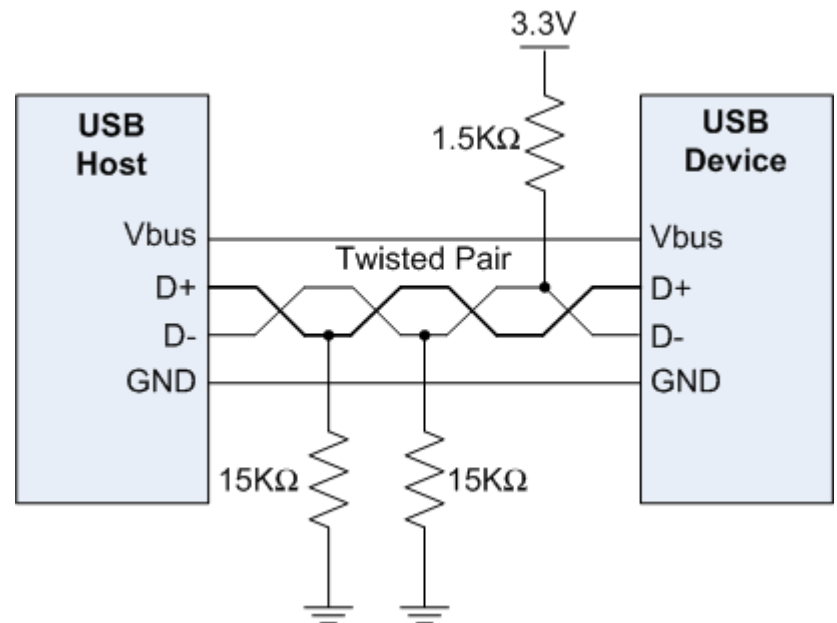 3.3V
USB
Host
1.5KΩ
USB
Device
Vbus
Vbus
Twisted Pair
D+
D+
D-
D-
GND
GND
15KΩ
15KΩ